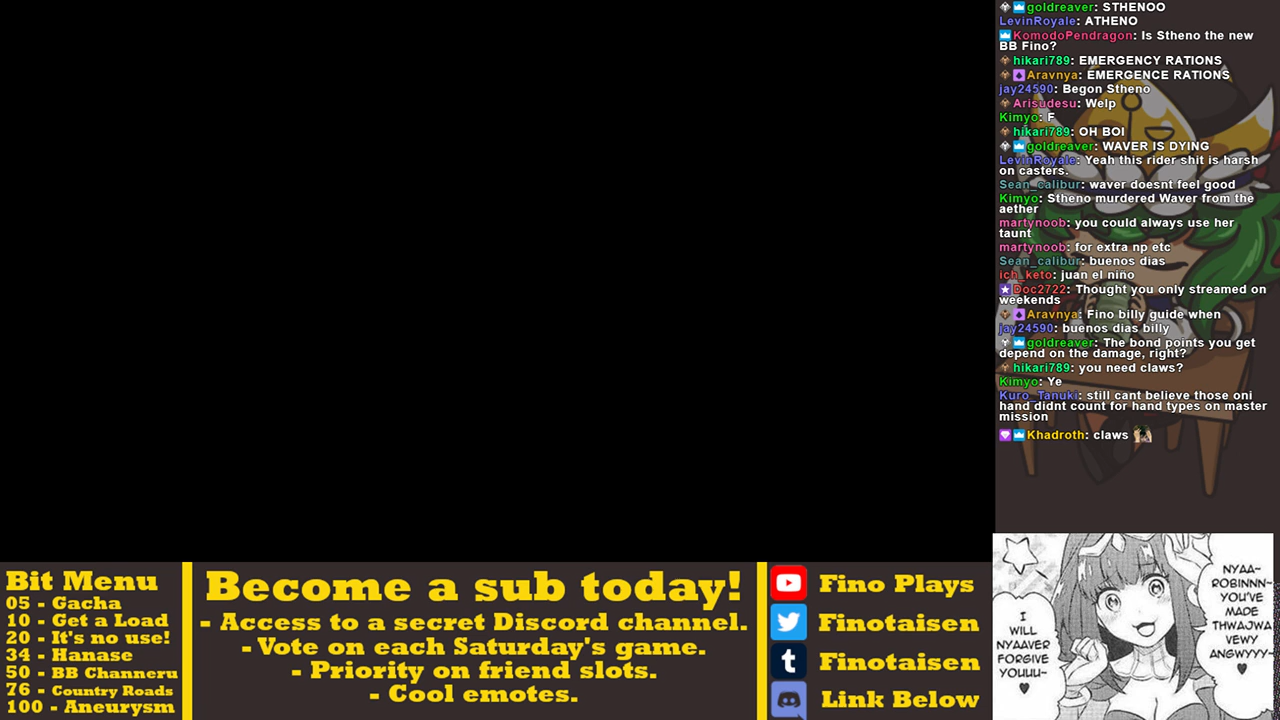 goldreaver: STHENOO
LevinRoyale: ATHENO
KomodoPendragon: Is Stheno the new
BB Fino?
hikari789: EMERGENCY RATIONS
Aravnya: EMERGENCE RATIONS
jay24590: Begon Stheno
Arisudesu: Welp
Kimyo: F
hikari789: OH BOI
goldreaver: WAVER IS DYING
LevinRoyale: Yeah this rider shit is harsh
on casters.
Sean_calibur: waver doesnt feel good
Kimyo: Stheno murdered Waver from the
aether
martynoob: you could always use her
taunt
martynoob: for extra np etc
Sean_calibur: buenos dias
ich_keto: juan el niño
Doc2722: Thought you only streamed on
weekends
Aravnya: Fino billy guide when
jay24590: buenos dias billy
goldreaver: The bond points you get
depend on the damage, right?
hikari789: you need claws?
Kimyo: Ye
Kuro_Tanuki: still cant believe those oni
hand didnt count for hand types on master
mission
Khadroth: claws
Bit Menu
05 - Gacha
10 - Get a Load
20 - It's no use!
34 - Hanase
50 - BB Channeru
76 - Country Roads
100 - Aneurysm
Become a sub today!
- Access to a secret Discord channel.
- Vote on each Saturday's game.
- Priority on friend slots.
- Cool emotes.
Fino Plays
Finotaisen
t Finotaisen
Link Below
NYAA-
ROBINNN~
YOU'VE
MADE
THWAJWA
VEWY
ANGWYYY~
I
WILL
NYAAVER
FORGIVE
YOUUU~